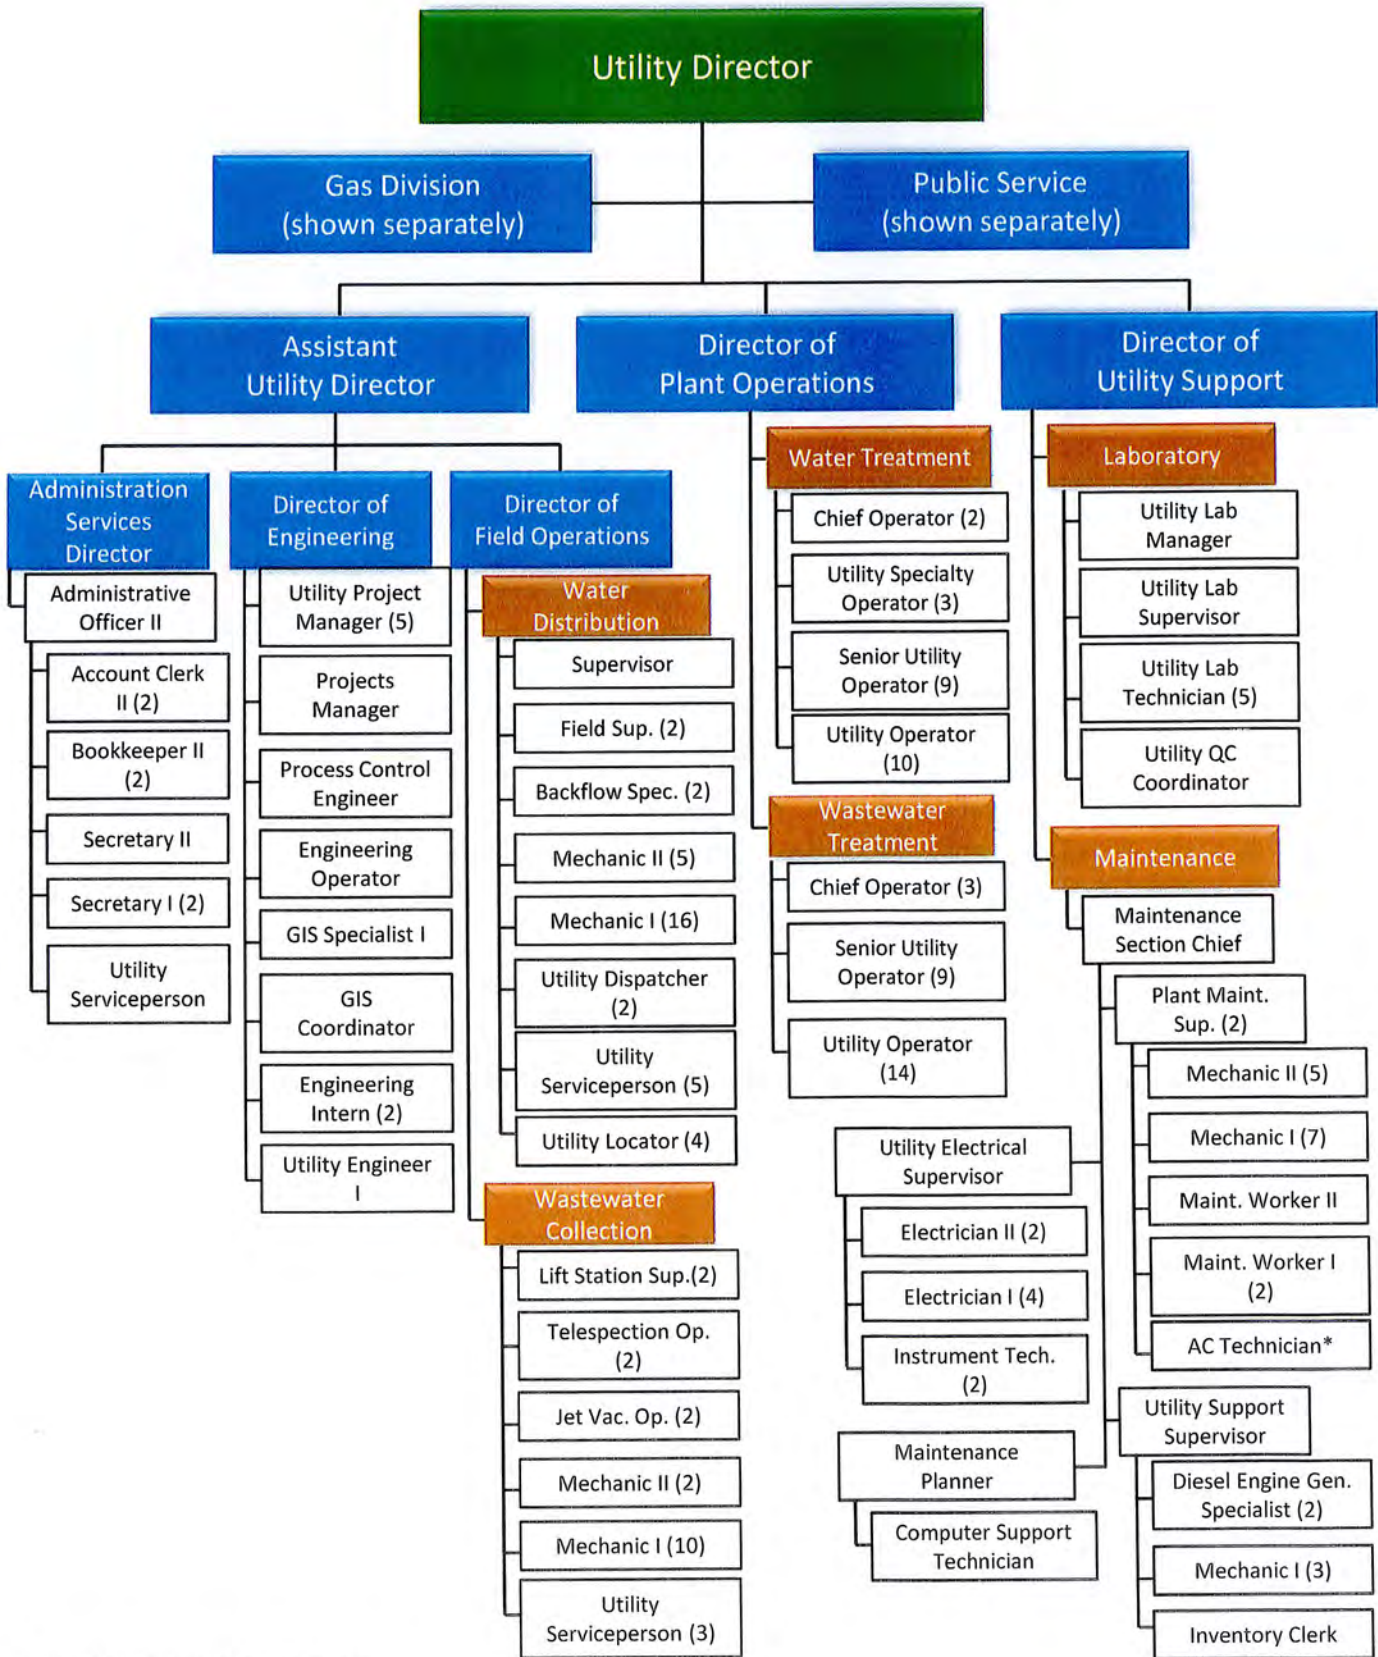 Utility Director
Gas Division
(shown separately)
Public Service
(shown separately)
Assistant
Utility Director
Director of
Plant Operations
Director of
Utility Support
Administration
Services
Director
Administrative
Officer II
Account Clerk
II (2)
Bookkeeper II
(2)
Secretary II
Secretary I (2)
Utility
Serviceperson
Director of
Engineering
Utility Project
Manager (5)
Projects
Manager
Process Control
Engineer
Engineering
Operator
GIS Specialist I
GIS
Coordinator
Engineering
Intern (2)
Utility Engineer
I
Director of
Field Operations
Water
Distribution
Supervisor
Field Sup. (2)
Backflow Spec. (2)
Mechanic II (5)
Mechanic I (16)
Utility Dispatcher
(2)
Utility
Serviceperson (5)
Utility Locator (4)
Wastewater
Collection
Lift Station Sup.(2)
Telespection Op.
(2)
Jet Vac. Op. (2)
Mechanic II (2)
Mechanic I (10)
Utility
Serviceperson (3)
Water Treatment
Chief Operator (2)
Utility Specialty
Operator (3)
Senior Utility
Operator (9)
Utility Operator
(10)
Wastewater
Treatment
Chief Operator (3)
Senior Utility
Operator (9)
Utility Operator
(14)
Laboratory
Utility Lab
Manager
Utility Lab
Supervisor
Utility Lab
Technician (5)
Utility QC
Coordinator
Maintenance
Maintenance
Section Chief
Plant Maint.
Sup. (2)
Mechanic II (5)
Mechanic I (7)
Maint. Worker II
Maint. Worker I
(2)
AC Technician*
Utility Electrical
Supervisor
Electrician II (2)
Electrician I (4)
Instrument Tech.
(2)
Maintenance
Planner
Computer Support
Technician
Utility Support
Supervisor
Diesel Engine Gen.
Specialist (2)
Mechanic I (3)
Inventory Clerk